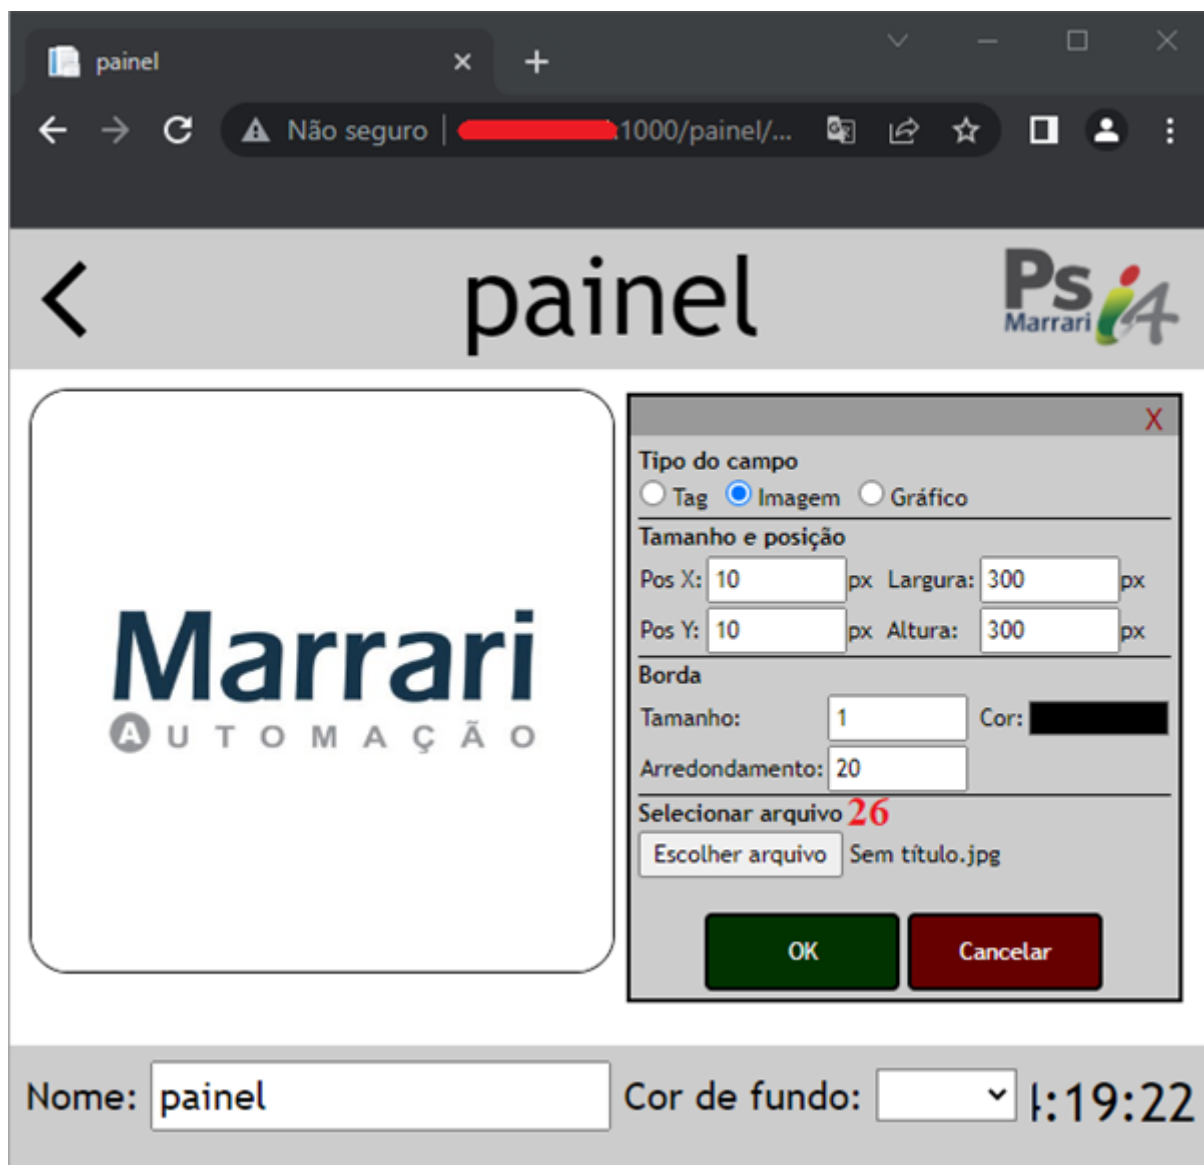 painel
Não seguro | :1000/painel/...
painel
Ps i4
Marrari
Marrari
AUTOMAÇÃO
X
Tipo do campo
Tag Imagem Gráfico
Tamanho e posição
Pos X: 10 px Largura: 300 px
Pos Y: 10 px Altura: 300 px
Borda
Tamanho: 1 Cor:
Arredondamento: 20
Selecionar arquivo 26
Escolher arquivo Sem título.jpg
OK Cancelar
Nome: painel Cor de fundo: :19:22